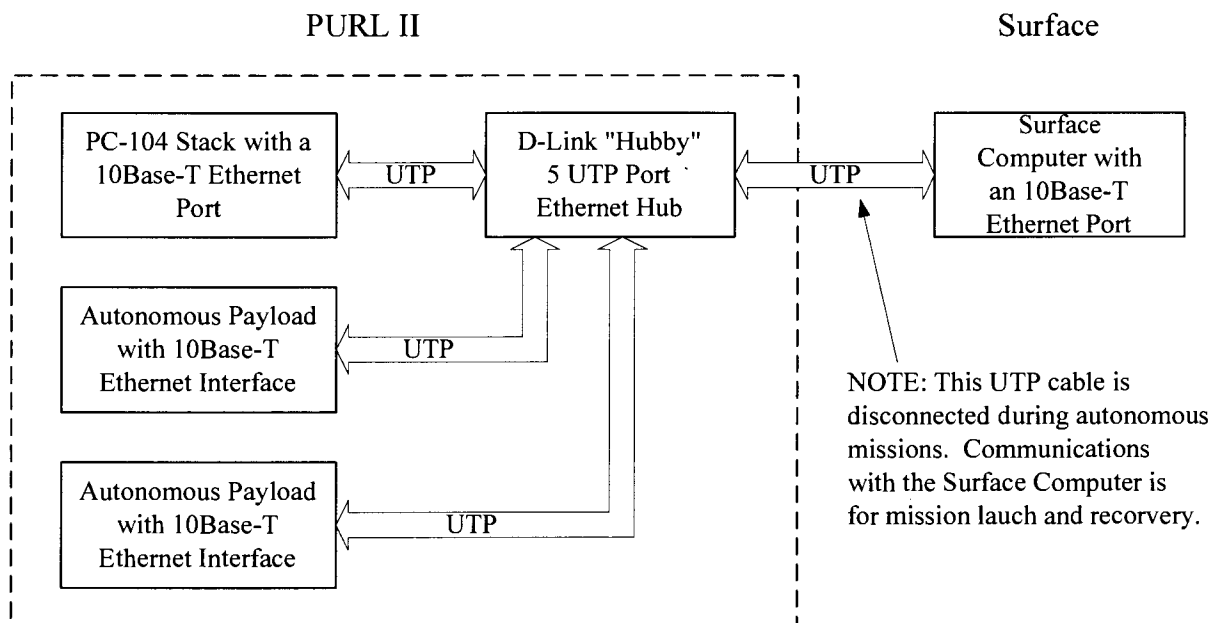 PURL II
Surface
PC-104 Stack with a
10Base-T Ethernet
Port
UTP
D-Link "Hubby"
5 UTP Port
Ethernet Hub
UTP
Surface
Computer with
an 10Base-T
Ethernet Port
Autonomous Payload
with 10Base-T
Ethernet Interface
UTP
Autonomous Payload
with 10Base-T
Ethernet Interface
UTP
NOTE: This UTP cable is
disconnected during autonomous
missions. Communications
with the Surface Computer is
for mission lauch and recorvery.